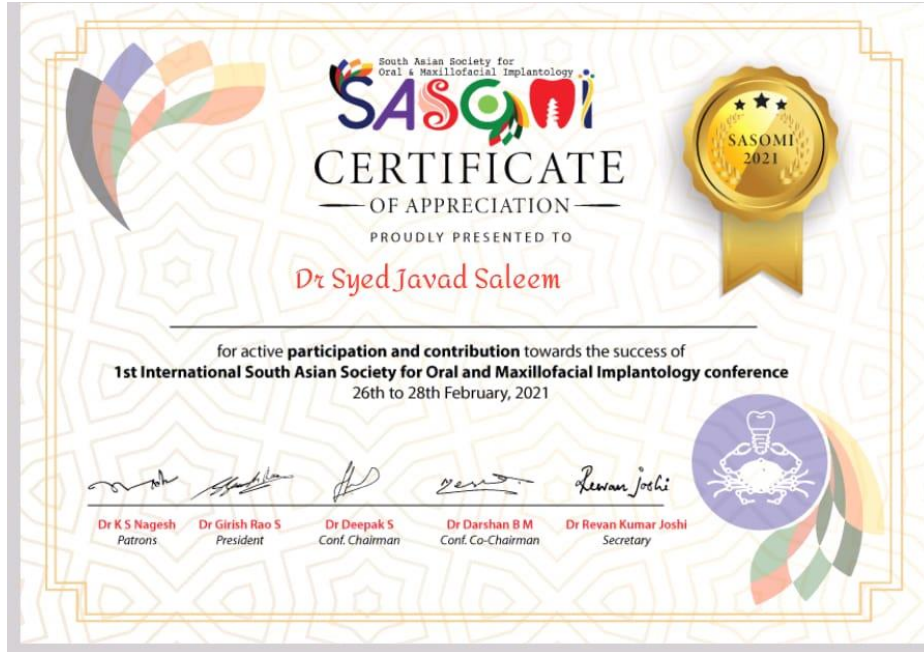 South Asian Society for
Oral & Maxillofacial Implantology
SASOMi
CERTIFICATE
OF APPRECIATION
PROUDLY PRESENTED TO
SASOMI
2021
Dr Syed Javad Saleem
for active participation and contribution towards the success of
1st International South Asian Society for Oral and Maxillofacial Implantology conference
26th to 28th February, 2021
Revan Joshi
Dr K S Nagesh Dr Girish Rao S Dr Deepak S Dr Darshan B M Dr Revan Kumar Joshi
Patrons President Conf. Chairman Conf. Co-Chairman Secretary